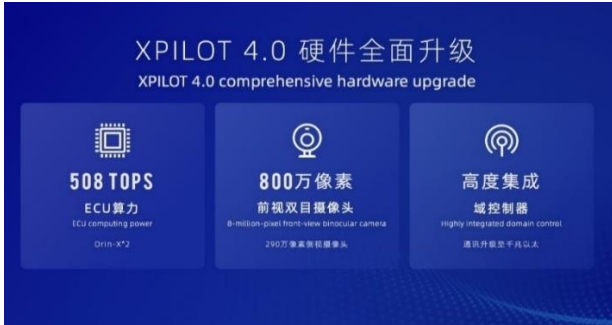 XPILOT 4.0 硬件全面升级
XPILOT 4.0 comprehensive hardware upgrade
508 TOPS
ECU算力
ECU computing power
Orin-X*2
800万像素
前视双目摄像头
8-million-pixel front-view binocular camera
290万像素侧视摄像头
高度集成
域控制器
Highly integrated domain control
通讯升级至千兆以太